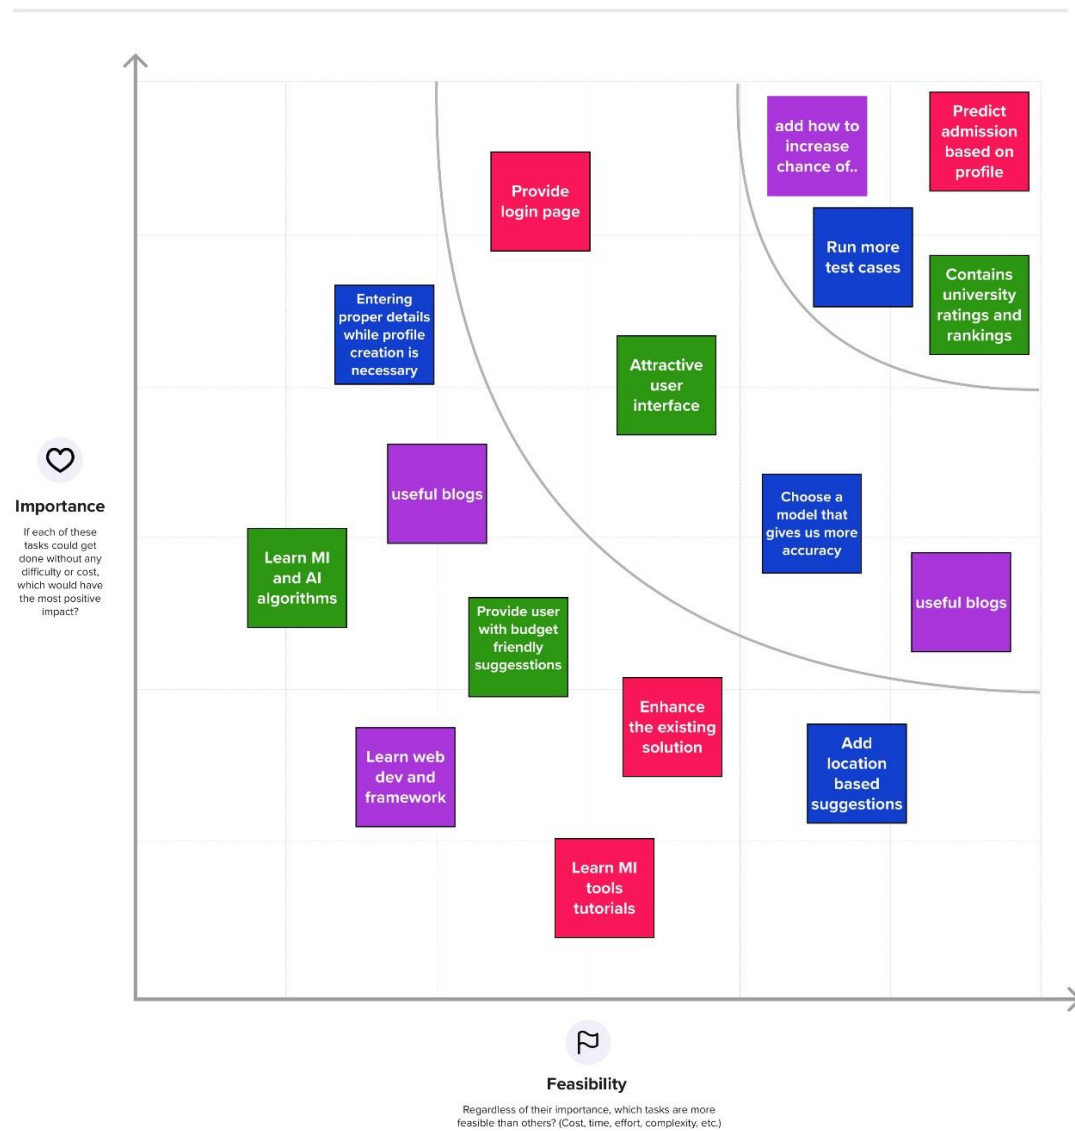 add how to
increase
chance of..
Predict
admission
based on
profile
Provide
login page
Run more
test cases
Contains
university
ratings and
rankings
Entering
proper details
while profile
creation is
necessary
Attractive
user
interface
useful blogs
Choose a
model that
gives us more
accuracy
Importance
If each of these
tasks could get
done without any
difficulty or cost,
which would have
the most positive
impact?
Learn MI
and AI
algorithms
useful blogs
Provide user
with budget
friendly
suggesstions
Enhance
the existing
solution
Learn web
dev and
framework
Add
location
based
suggestions
Learn MI
tools
tutorials
Feasibility
Regardless of their importance, which tasks are more
feasible than others? (Cost, time, effort, complexity, etc.)